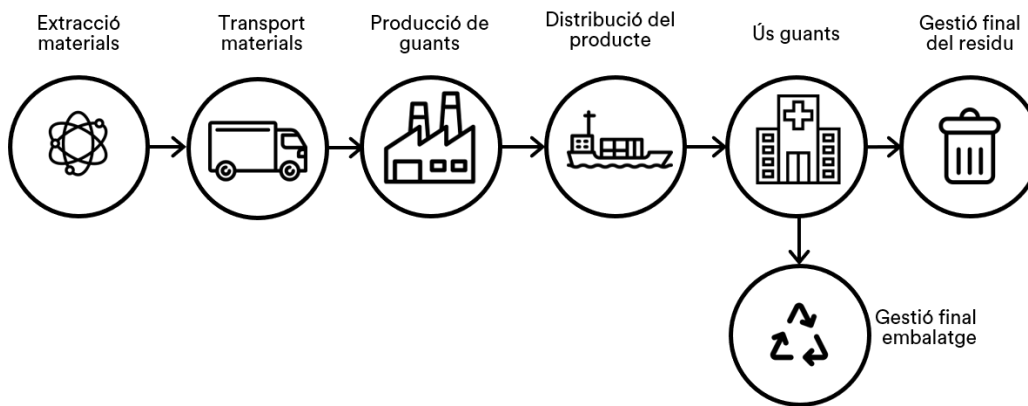 Extracció
materials
Transport
materials
Producció de
guants
Distribució del
producte
Ús guants
Gestió final
del residu
Gestió final
embalatge